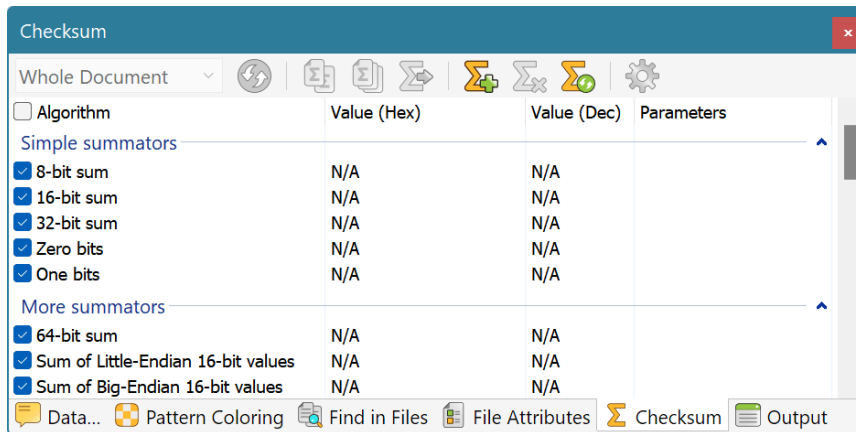 Checksum
Whole Document
Algorithm Value (Hex) Value (Dec) Parameters
Simple summators
8-bit sum N/A N/A
16-bit sum N/A N/A
32-bit sum N/A N/A
Zero bits N/A N/A
One bits N/A N/A
More summators
64-bit sum N/A N/A
Sum of Little-Endian 16-bit values N/A N/A
Sum of Big-Endian 16-bit values N/A N/A
Data... Pattern Coloring Find in Files File Attributes Checksum Output